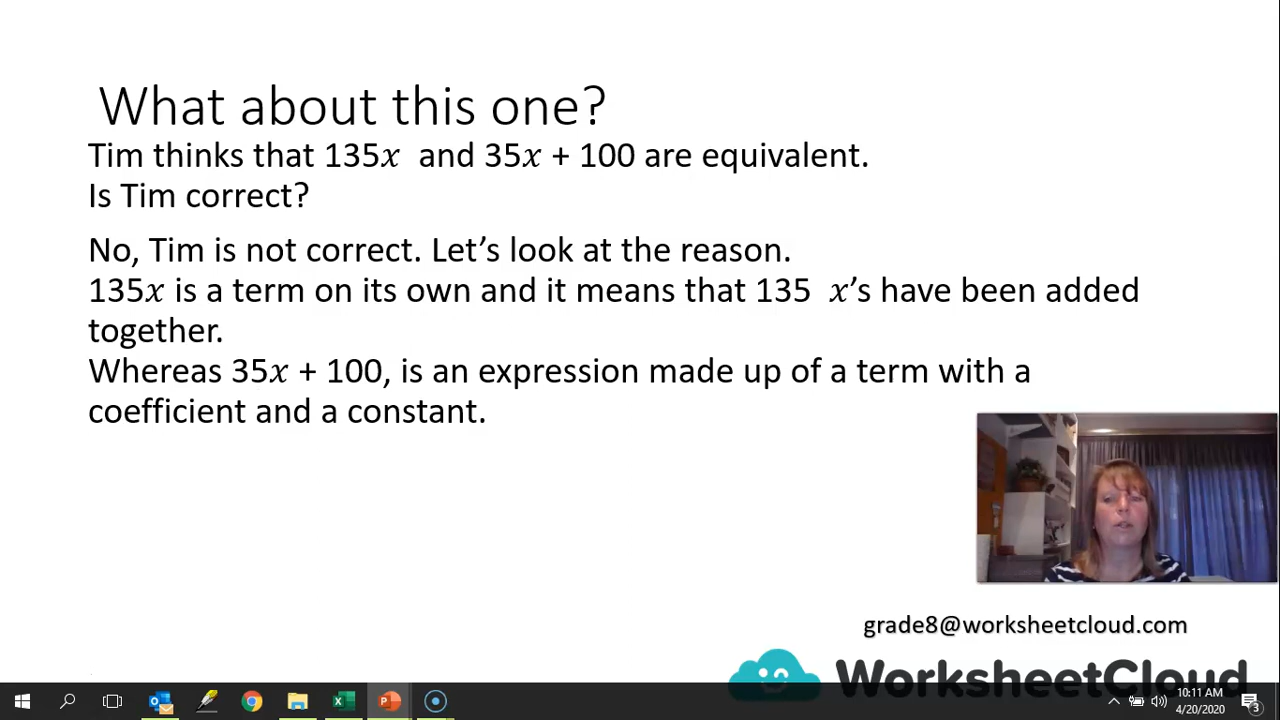 What about this one?
Tim thinks that 135x and 35x + 100 are equivalent.
Is Tim correct?
No, Tim is not correct. Let’s look at the reason.
135x is a term on its own and it means that 135 x’s have been added
together.
Whereas 35x + 100, is an expression made up of a term with a
coefficient and a constant.
grade8@worksheetcloud.com
WorksheetCloud
10:11 AM
4/20/2020
3